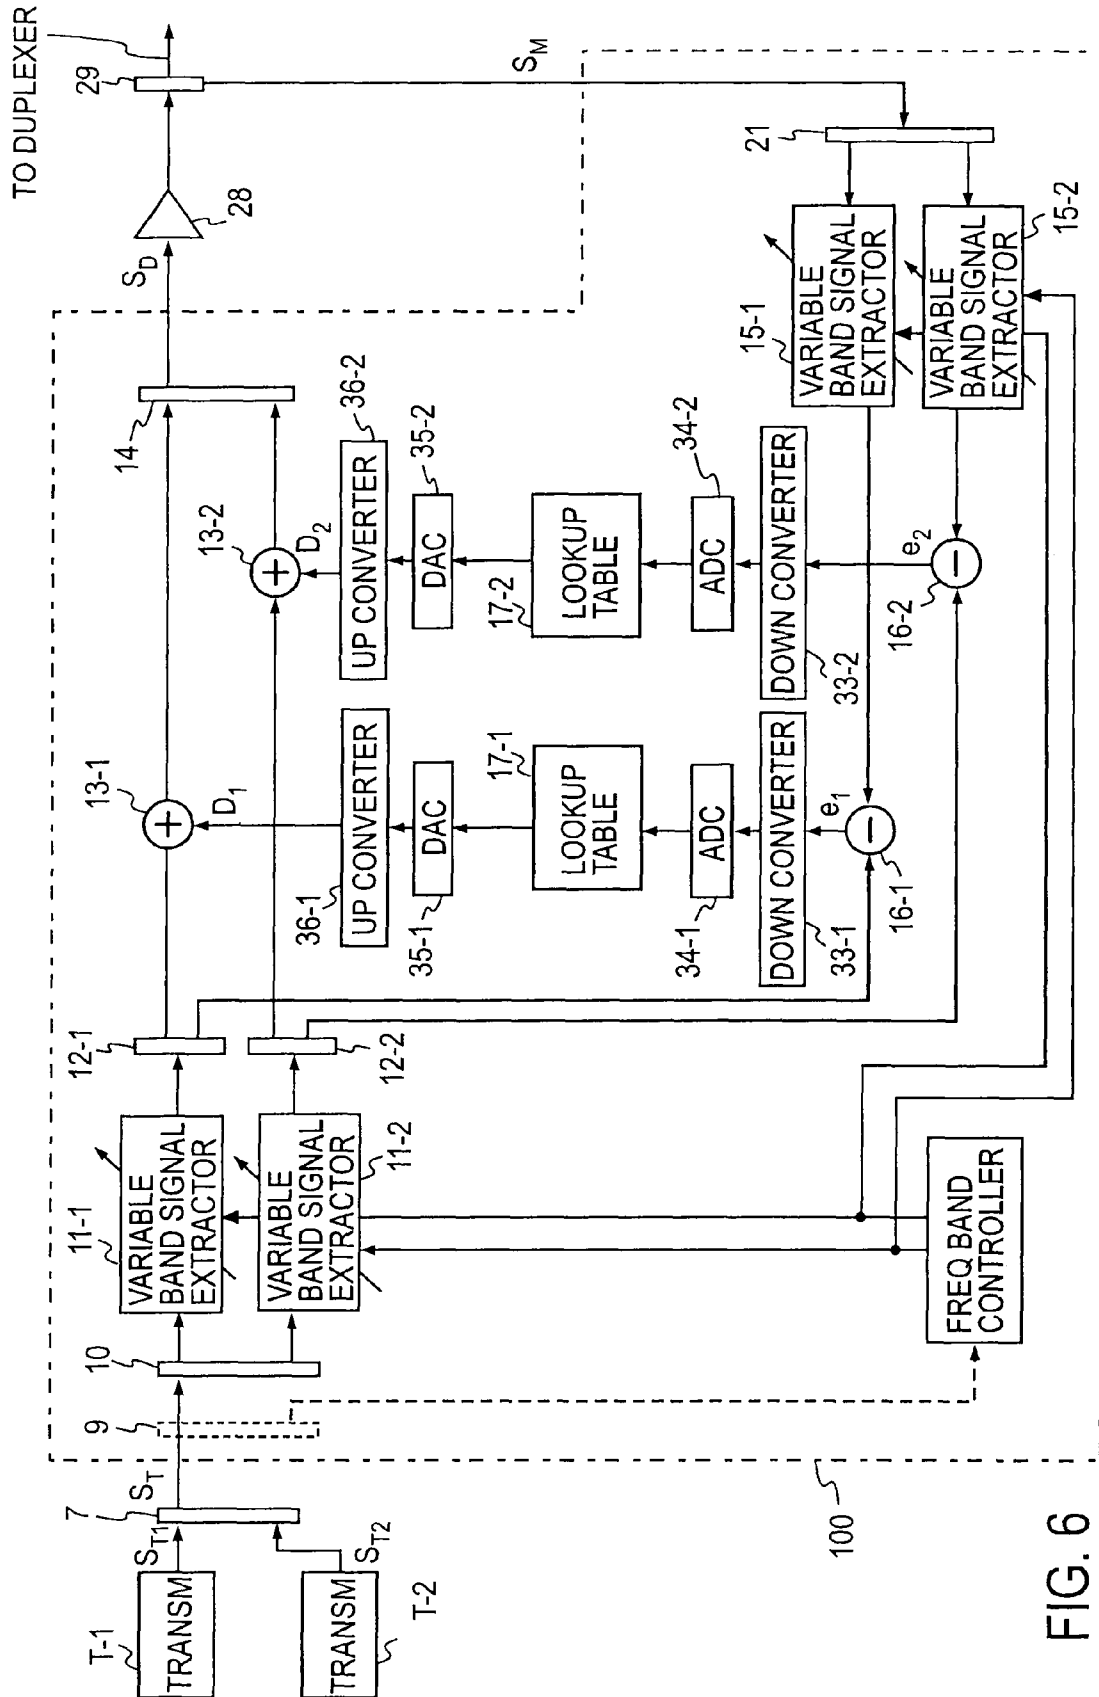 TO DUPLEXER
29
S_M
28
S_D
14
36-2
UP CONVERTER
35-2
DAC
13-2
D_2
17-2
LOOKUP
TABLE
34-2
ADC
DOWN CONVERTER
33-2
e_2
16-2
21
15-1
VARIABLE
BAND SIGNAL
EXTRACTOR
15-2
VARIABLE
BAND SIGNAL
EXTRACTOR
13-1
D_1
36-1
UP CONVERTER
35-1
DAC
17-1
LOOKUP
TABLE
34-1
ADC
DOWN CONVERTER
33-1
e_1
16-1
12-1
12-2
11-1
VARIABLE
BAND SIGNAL
EXTRACTOR
11-2
VARIABLE
BAND SIGNAL
EXTRACTOR
FREQ BAND
CONTROLLER
10
9
S_T
7
S_T1
S_T2
T-1
TRANSM
T-2
TRANSM
100
FIG. 6